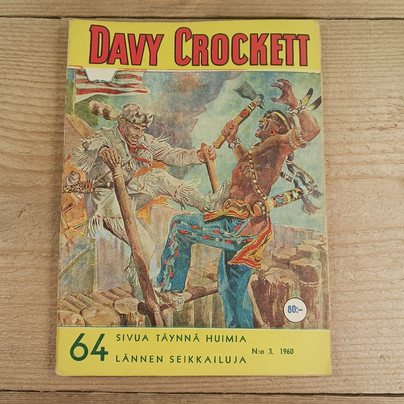 DAVY CROCKETT
80:-
64 SIVUA TÄYNNÄ HUIMIA
LÄNNEN SEIKKAILUJA N:o 3. 1960